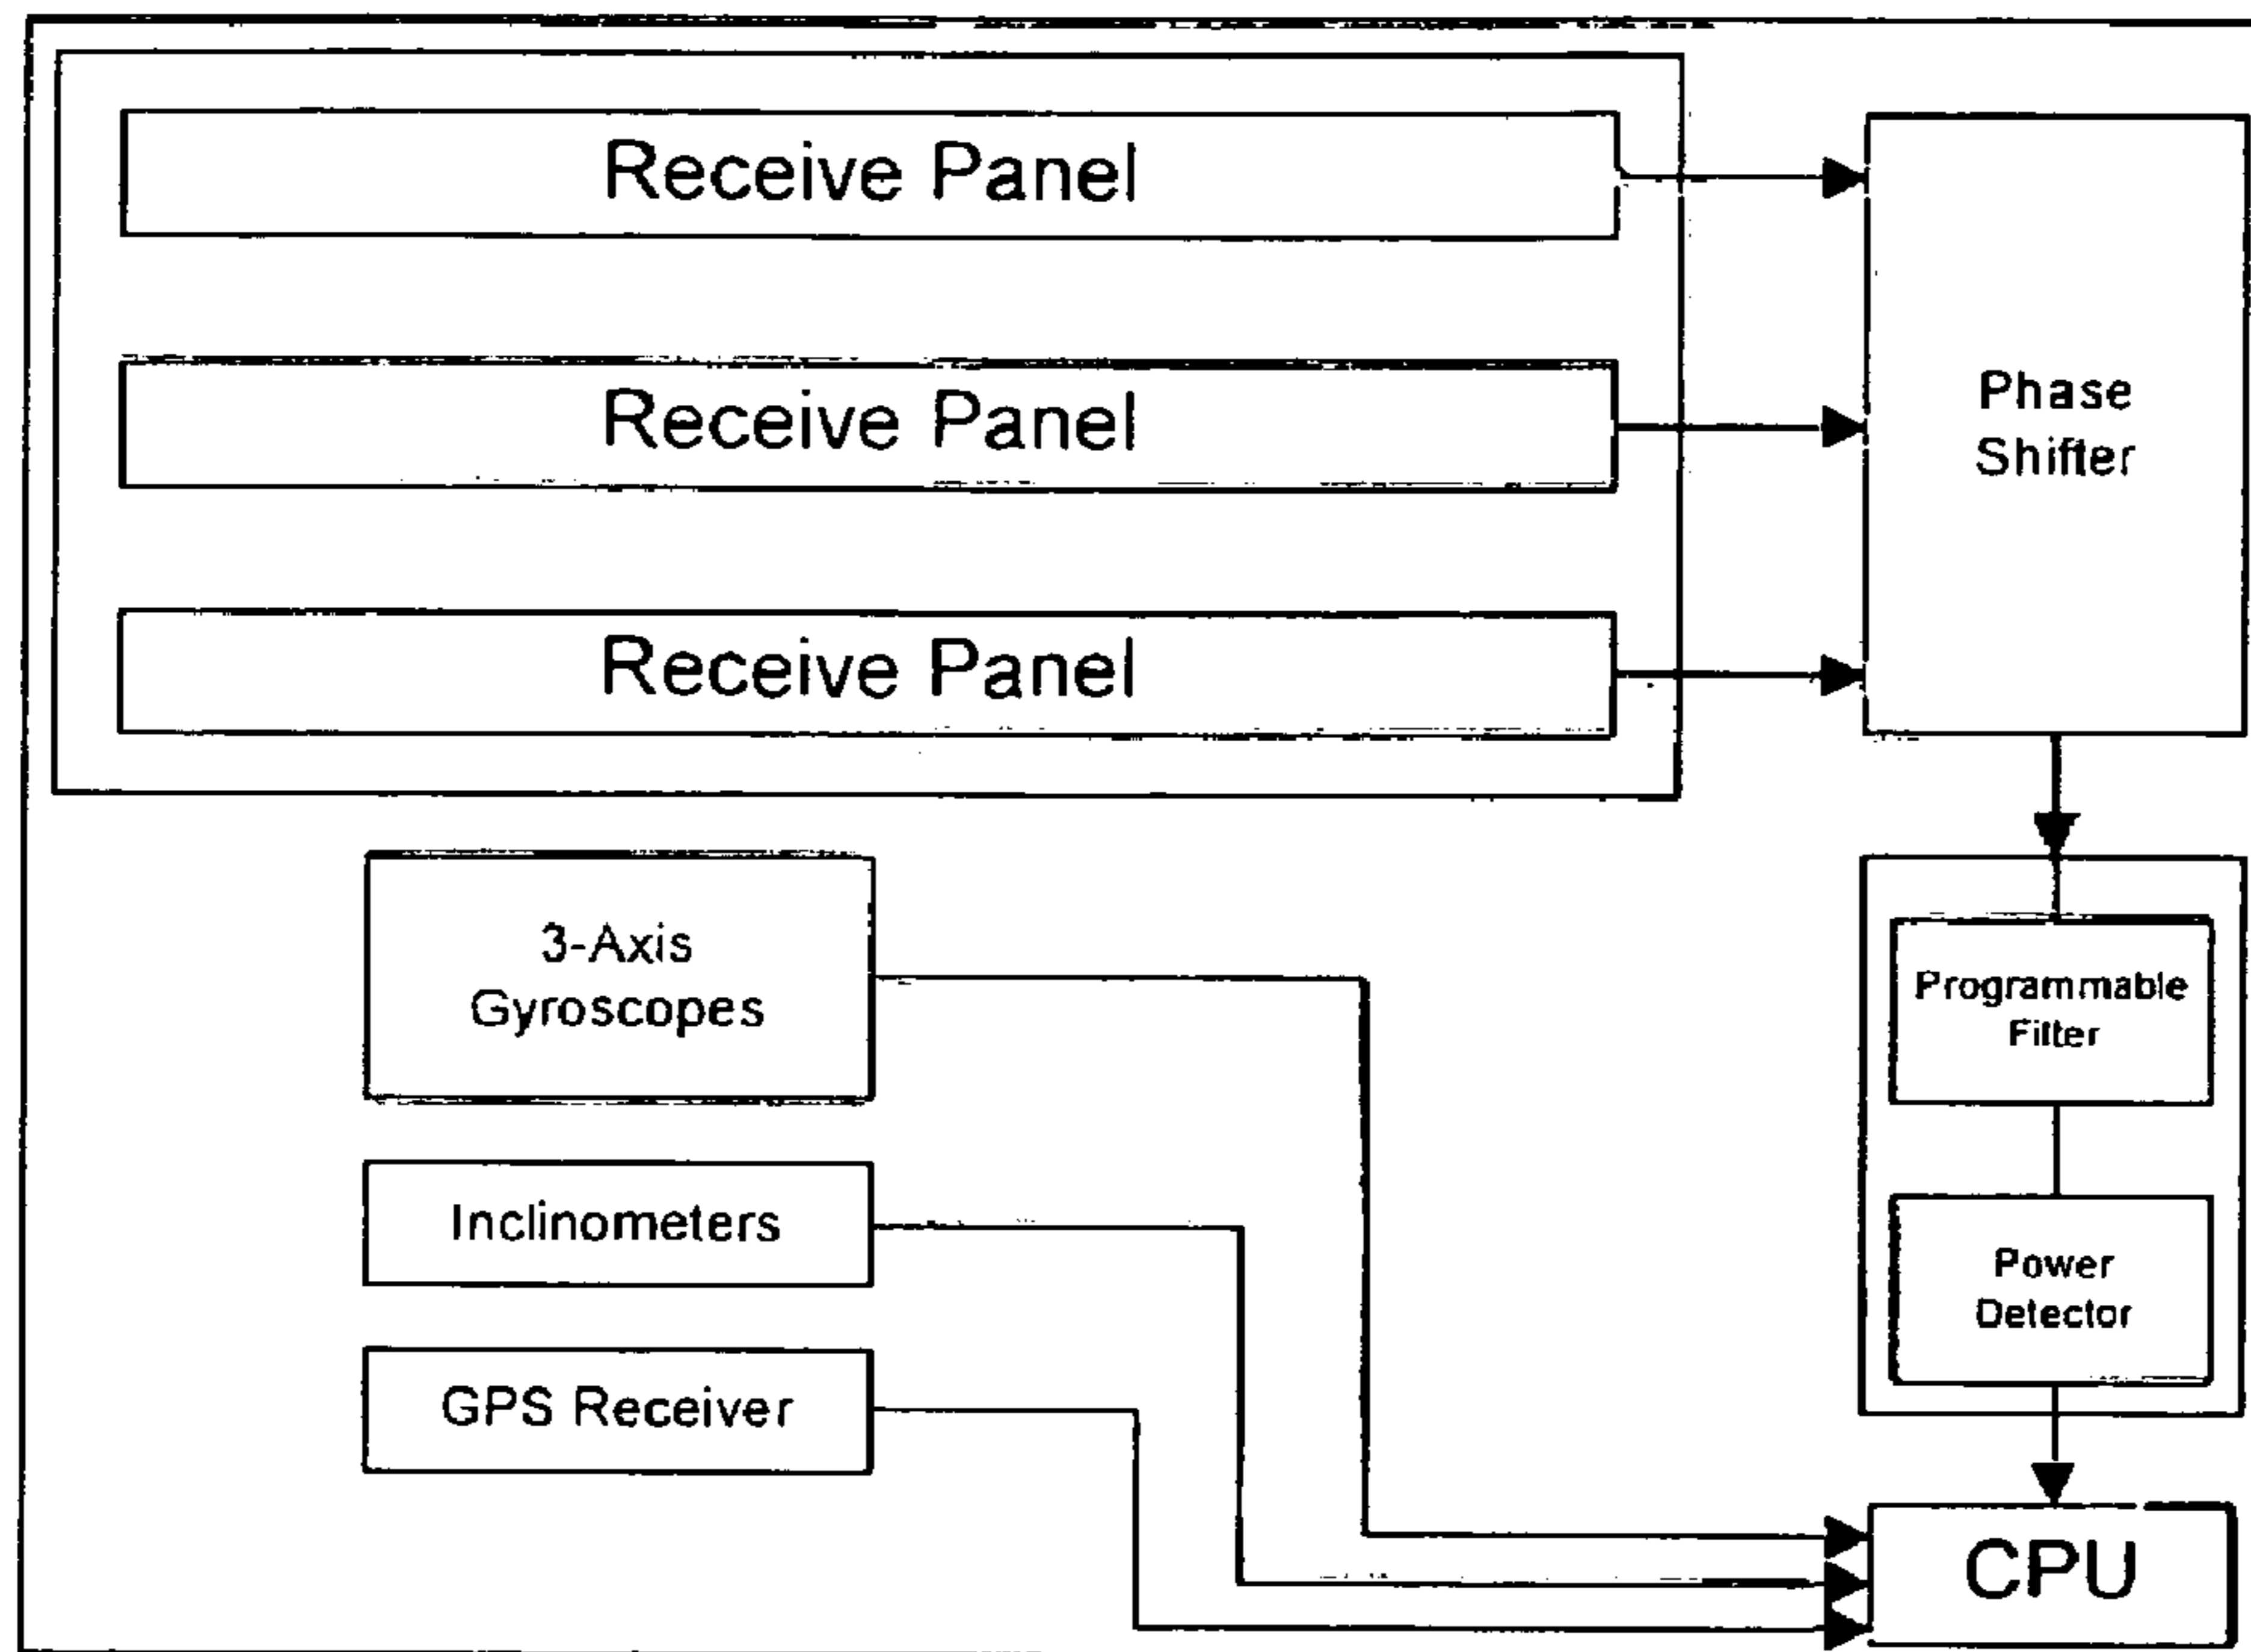 Receive Panel
Receive Panel
Receive Panel
Phase
Shifter
3-Axis
Gyroscopes
Inclinometers
GPS Receiver
Programmable
Filter
Power
Detector
CPU